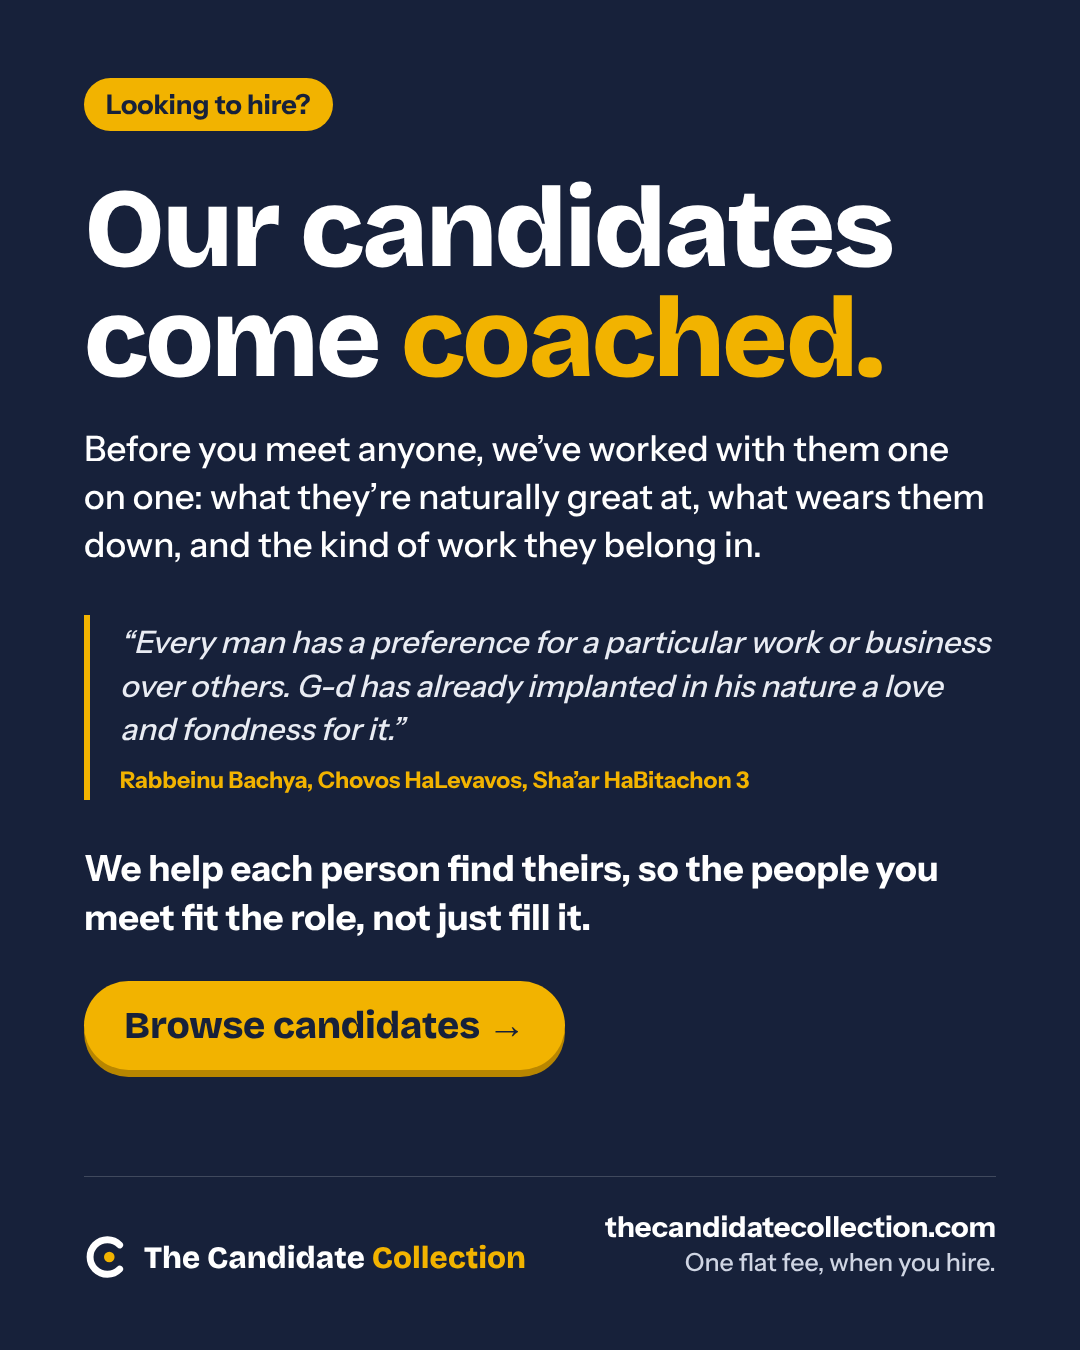 Looking to hire?
Our candidates
come coached.
Before you meet anyone, we’ve worked with them one
on one: what they’re naturally great at, what wears them
down, and the kind of work they belong in.
“Every man has a preference for a particular work or business
over others. G-d has already implanted in his nature a love
and fondness for it.”
Rabbeinu Bachya, Chovos HaLevavos, Sha’ar HaBitachon 3
We help each person find theirs, so the people you
meet fit the role, not just fill it.
Browse candidates →
The Candidate Collection
thecandidatecollection.com
One flat fee, when you hire.